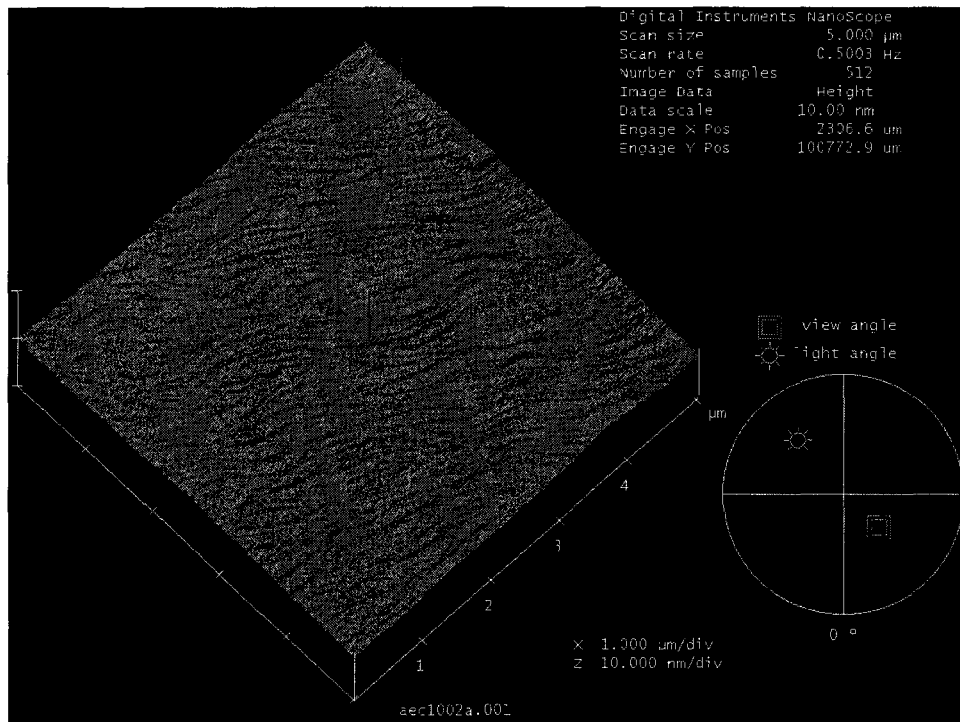 Digital Instruments NanoScope
Scan size 5.000 µm
Scan rate 0.5003 Hz
Number of samples 512
Image Data Height
Data scale 10.00 nm
Engage X Pos 2306.6 um
Engage Y Pos 100772.9 um
view angle
light angle
µm
4
3
2
1
0 º
X 1.000 µm/div
Z 10.000 nm/div
aec1002a.001